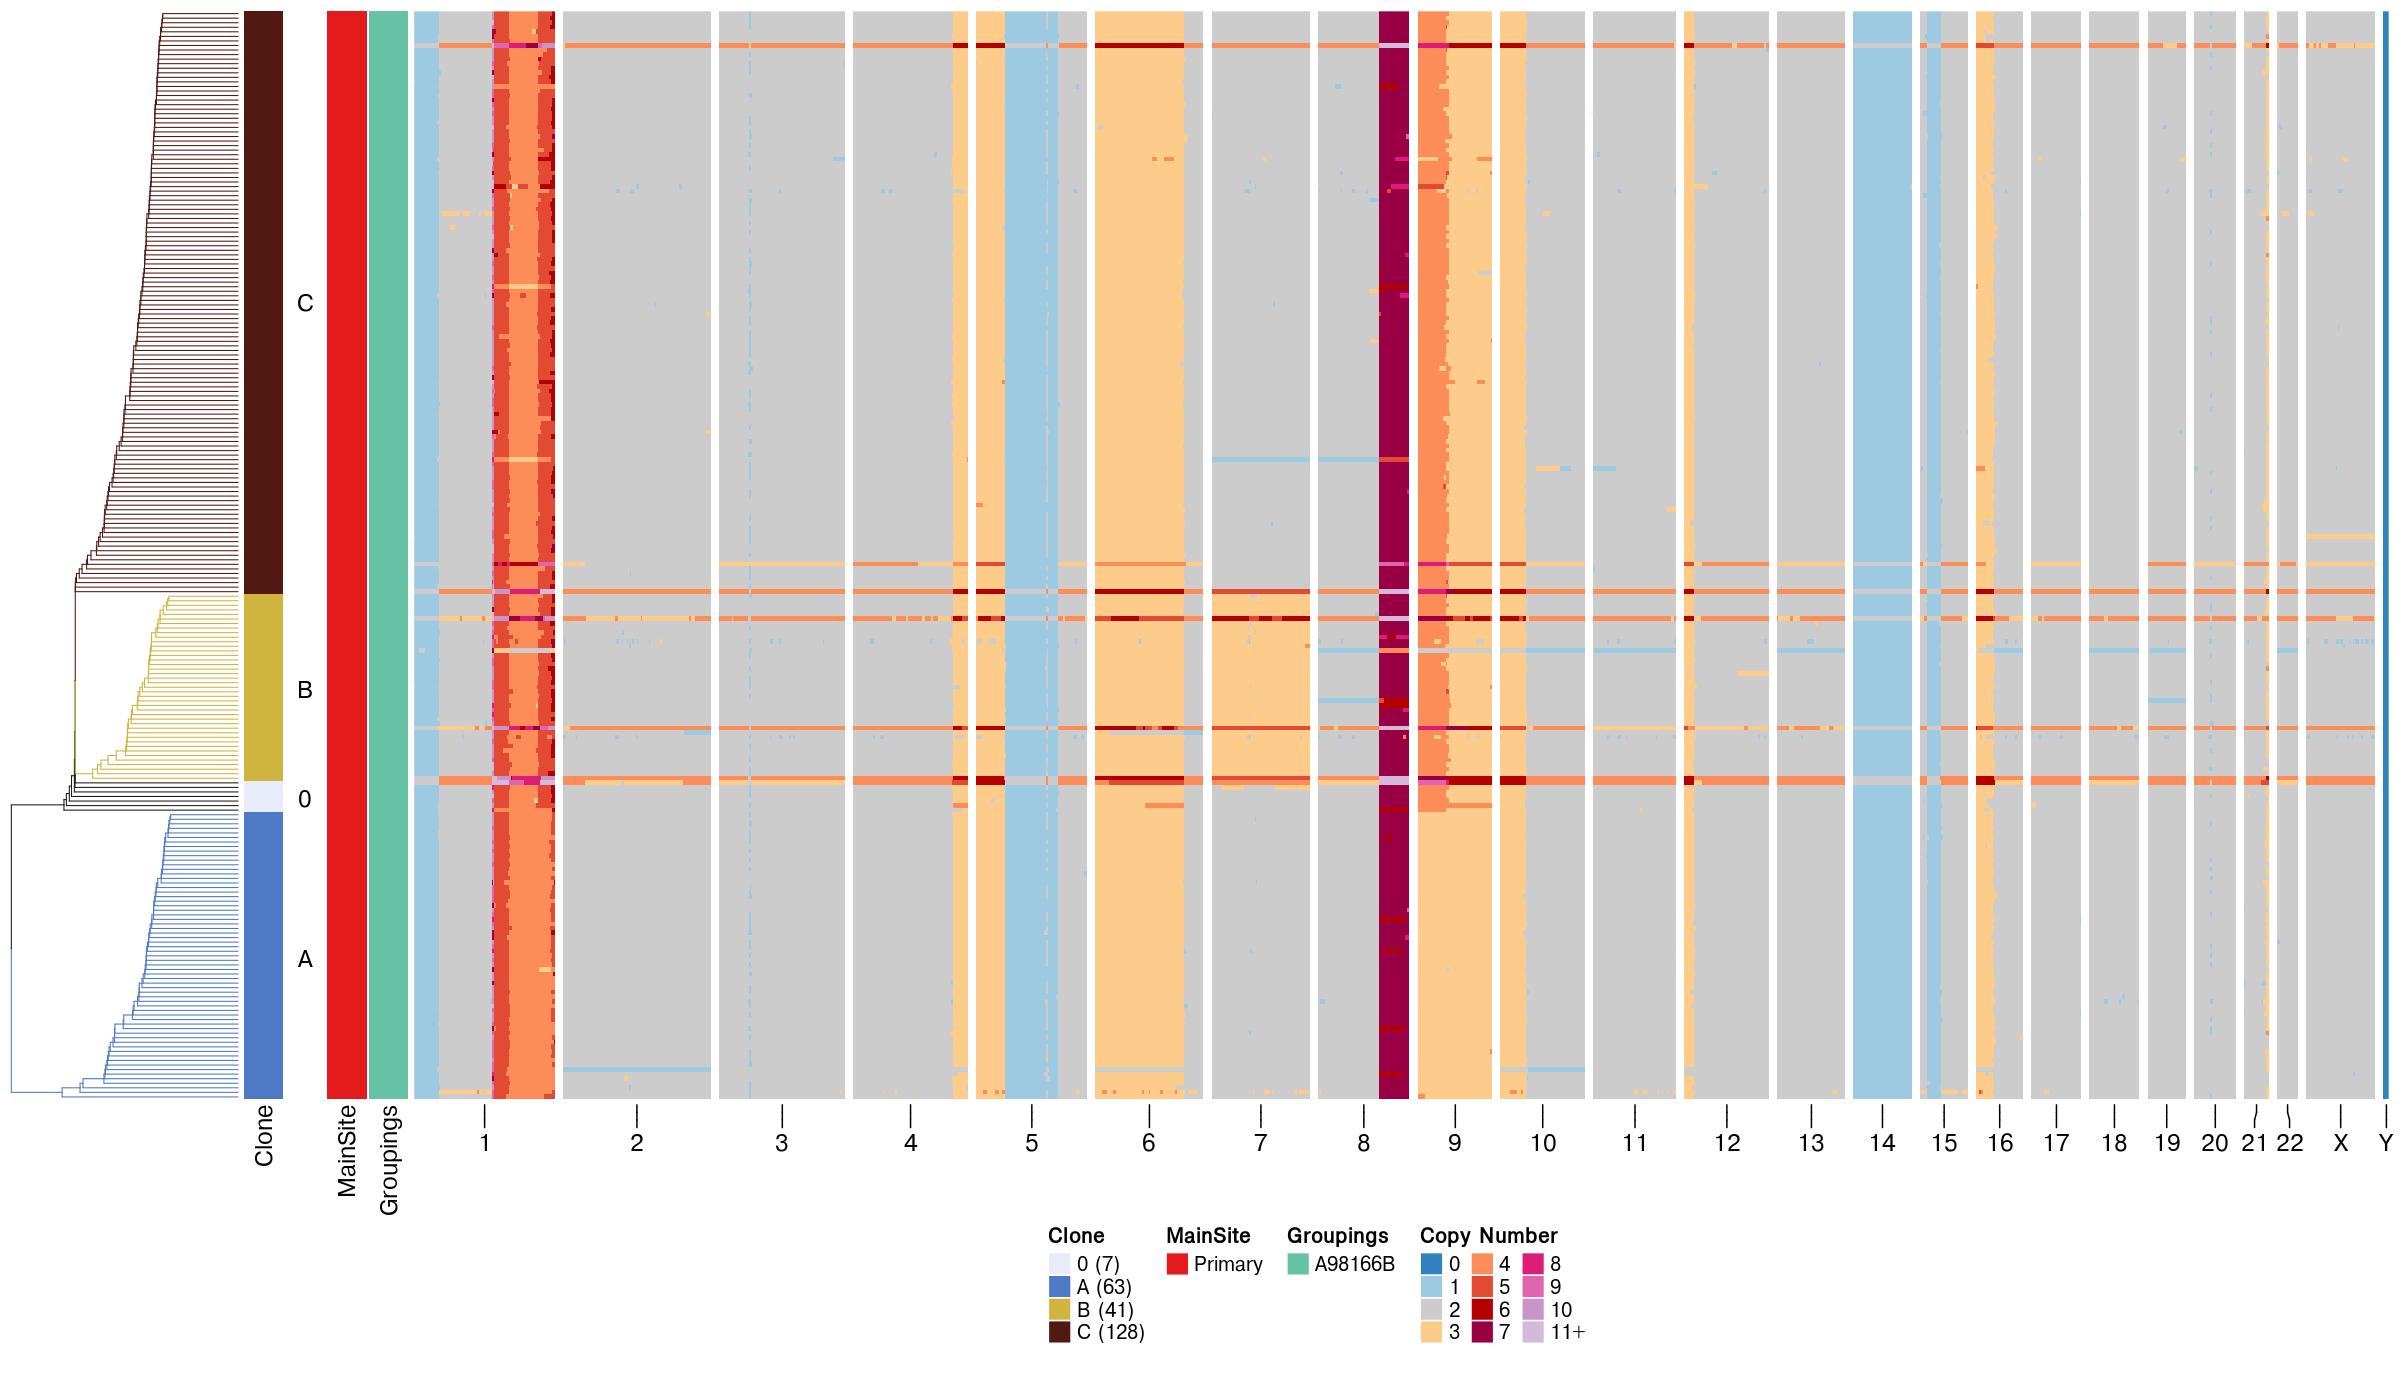 C
B
0
A
Clone
MainSite
Groupings
1 2 3 4 5 6 7 8 9 10 11 12 13 14 15 16 17 18 19 20 21 22 X Y
Clone MainSite Groupings Copy Number
0 (7) Primary A98166B 0 4 8
A (63) 1 5 9
B (41) 2 6 10
C (128) 3 7 11+